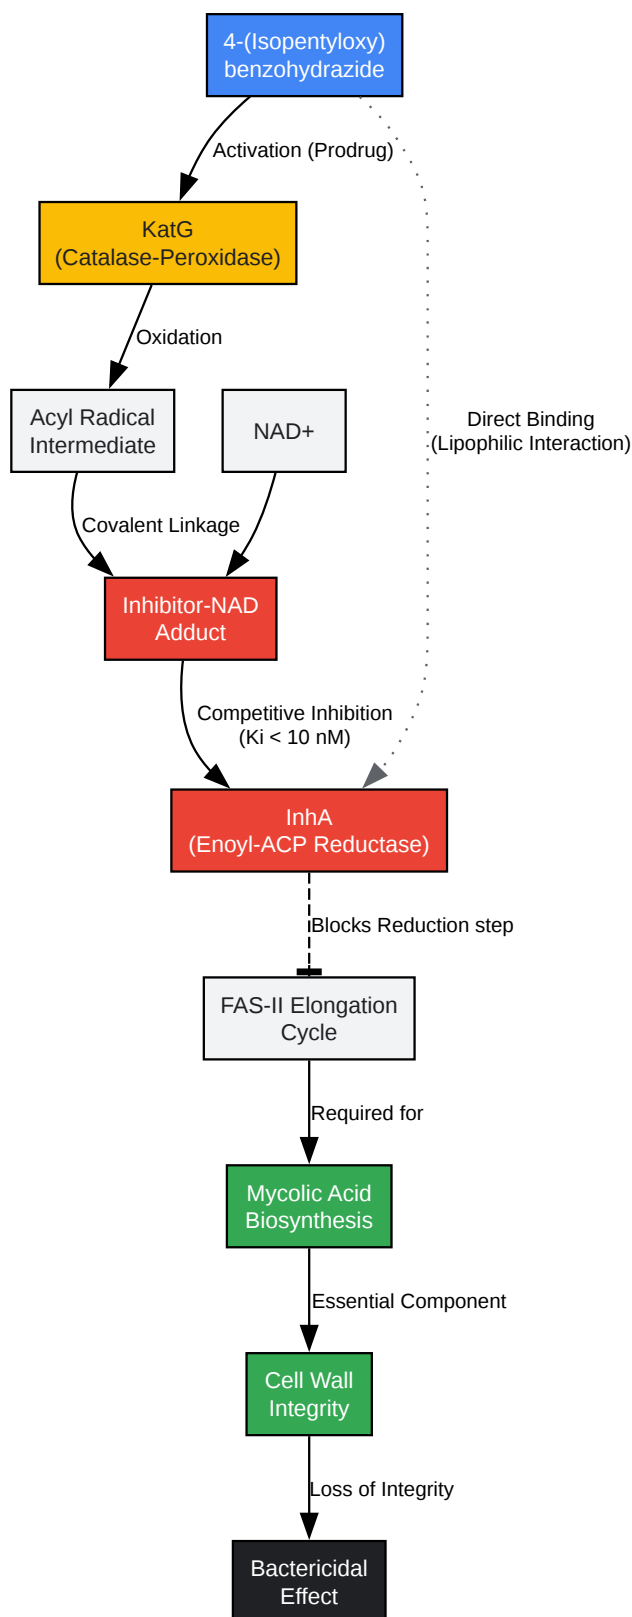 4-(Isopentyloxy)
benzohydrazide
Activation (Prodrug)
KatG
(Catalase-Peroxidase)
Oxidation
Direct Binding
(Lipophilic Interaction)
Acyl Radical
Intermediate
NAD+
Covalent Linkage
Inhibitor-NAD
Adduct
Competitive Inhibition
(Ki < 10 nM)
InhA
(Enoyl-ACP Reductase)
Blocks Reduction step
FAS-II Elongation
Cycle
Required for
Mycolic Acid
Biosynthesis
Essential Component
Cell Wall
Integrity
Loss of Integrity
Bactericidal
Effect